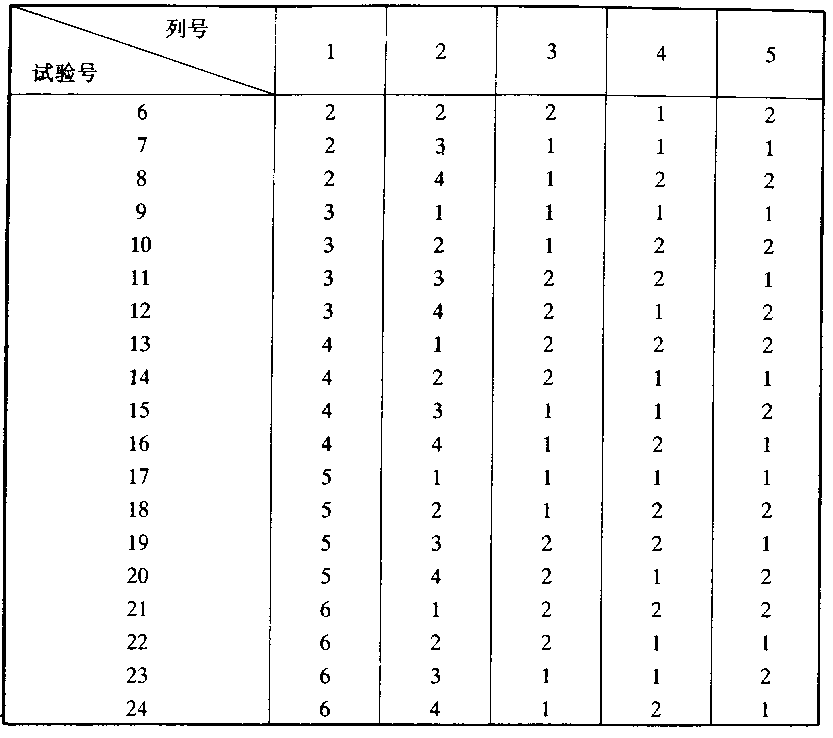 列号
试验号
1 2 3 4 5
6 2 2 2 1 2
7 2 3 1 1 1
8 2 4 1 2 2
9 3 1 1 1 1
10 3 2 1 2 2
11 3 3 2 2 1
12 3 4 2 1 2
13 4 1 2 2 2
14 4 2 2 1 1
15 4 3 1 1 2
16 4 4 1 2 1
17 5 1 1 1 1
18 5 2 1 2 2
19 5 3 2 2 1
20 5 4 2 1 2
21 6 1 2 2 2
22 6 2 2 1 1
23 6 3 1 1 2
24 6 4 1 2 1